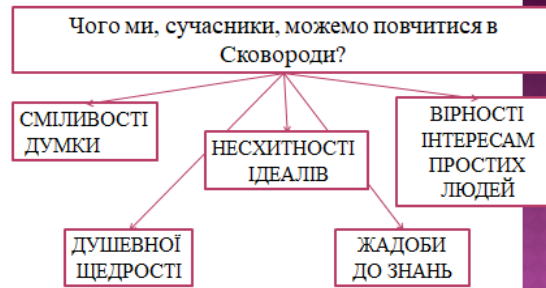 Чого ми, сучасники, можемо повчитися в
Сковороди?
СМІЛИВОСТІ
ДУМКИ
НЕСХИТНОСТІ
ІДЕАЛІВ
ВІРНОСТІ
ІНТЕРЕСАМ
ПРОСТИХ
ЛЮДЕЙ
ДУШЕВНОЇ
ЩЕДРОСТІ
ЖАДОБИ
ДО ЗНАНЬ